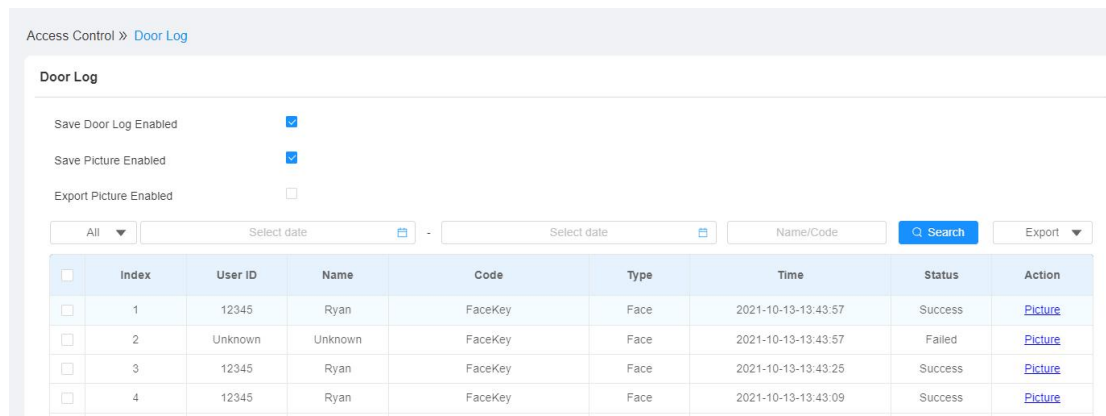 Access Control » Door Log
Door Log
Save Door Log Enabled
Save Picture Enabled
Export Picture Enabled
All Select date - Select date Name/Code Search Export
Index User ID Name Code Type Time Status Action
1 12345 Ryan FaceKey Face 2021-10-13-13:43:57 Success Picture
2 Unknown Unknown FaceKey Face 2021-10-13-13:43:57 Failed Picture
3 12345 Ryan FaceKey Face 2021-10-13-13:43:25 Success Picture
4 12345 Ryan FaceKey Face 2021-10-13-13:43:09 Success Picture